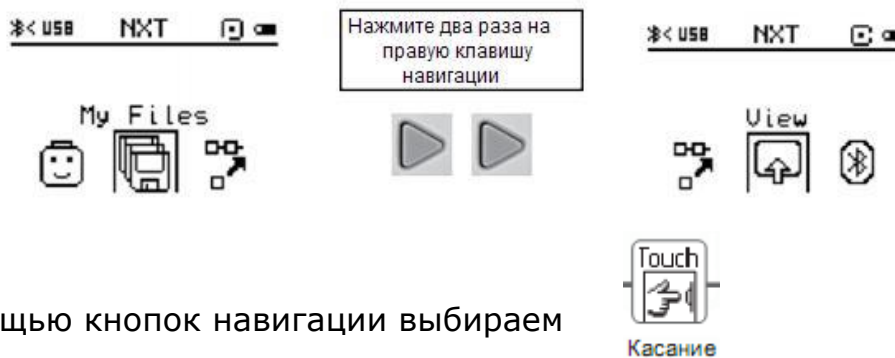 < USB NXT
Нажмите два раза на
правую клавишу
навигации
< USB NXT
My Files
View
Touch
щью кнопок навигации выбираем
Касание